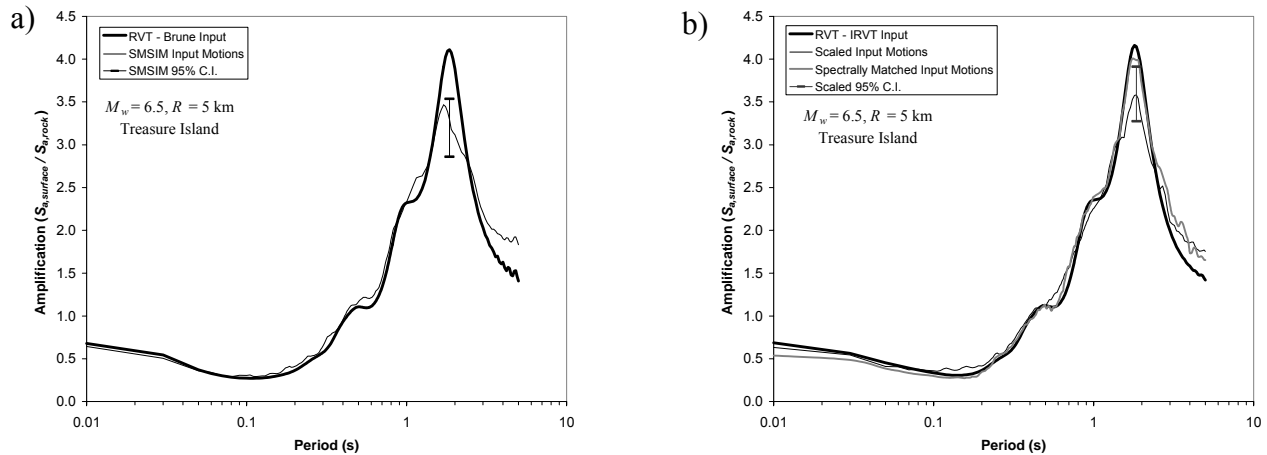 a)
4.5
4.0
3.5
3.0
2.5
2.0
1.5
1.0
0.5
0.0
Amplification (Sa,surface / Sa,rock)
RVT - Brune Input
SMSIM Input Motions
SMSIM 95% C.I.
Mw = 6.5, R = 5 km
Treasure Island
0.01
0.1
1
10
Period (s)
b)
4.5
4.0
3.5
3.0
2.5
2.0
1.5
1.0
0.5
0.0
Amplification (Sa,surface / Sa,rock)
RVT - IRVT Input
Scaled Input Motions
Spectrally Matched Input Motions
Scaled 95% C.I.
Mw = 6.5, R = 5 km
Treasure Island
0.01
0.1
1
10
Period (s)